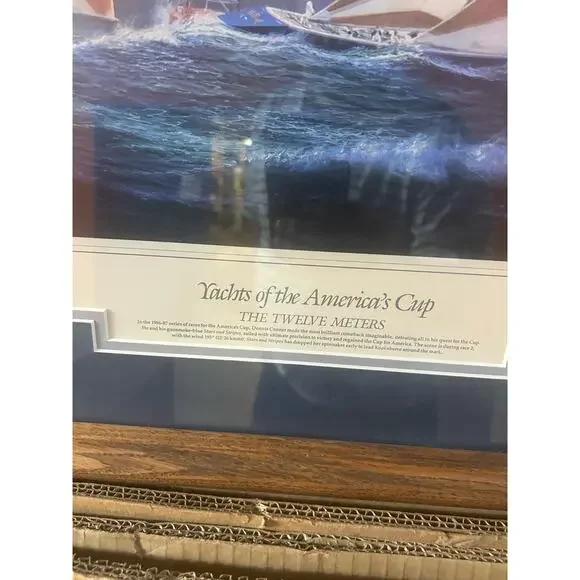 Yachts of the America's Cup
THE TWELVE METERS
In the 1986-87 series of races for the America's Cup, Dennis Conner made the most brilliant comeback imaginable, outsailing all in his quest for the Cup.
He and his gunsmoke-blue Stars and Stripes, sailed with ultimate precision to victory and regained the Cup for America. The scene is during race 2,
with the wind 195° (22-26 knots). Stars and Stripes has dropped her spinnaker early to lead Kookaburra around the mark.